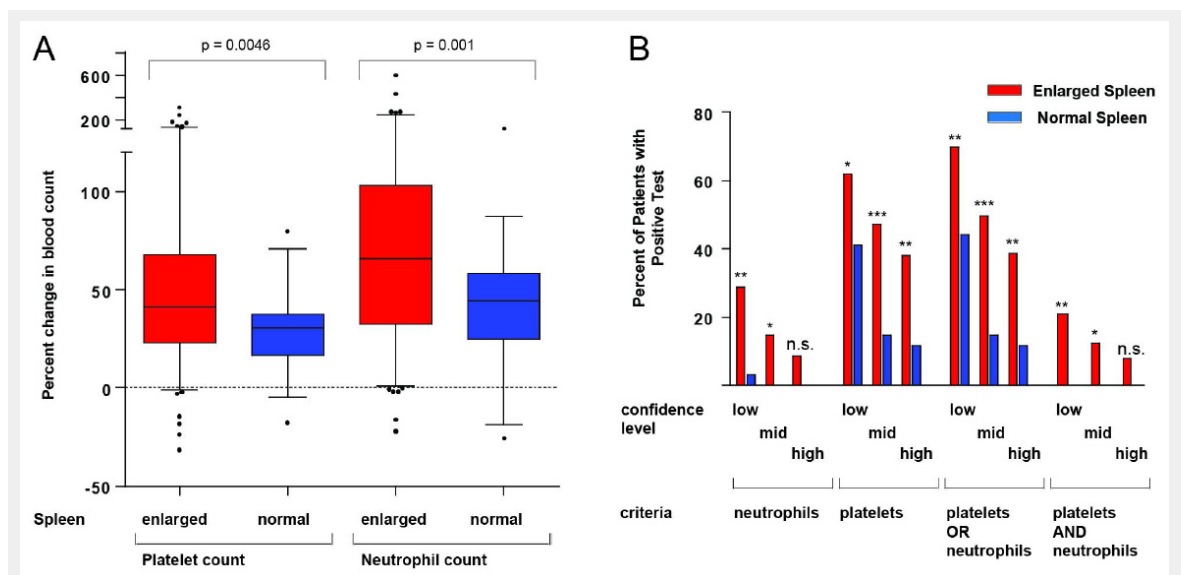 A
p = 0.0046
p = 0.001
Percent change in blood count
600
200
100
50
0
-50
Spleen
enlarged
normal
enlarged
normal
Platelet count
Neutrophil count
B
Enlarged Spleen
Normal Spleen
Percent of Patients with
Positive Test
80
60
40
20
**
*
n.s.
*
***
**
**
***
**
**
*
n.s.
confidence
level
low
mid
high
low
mid
high
low
mid
high
low
mid
high
criteria
neutrophils
platelets
platelets
OR
neutrophils
platelets
AND
neutrophils